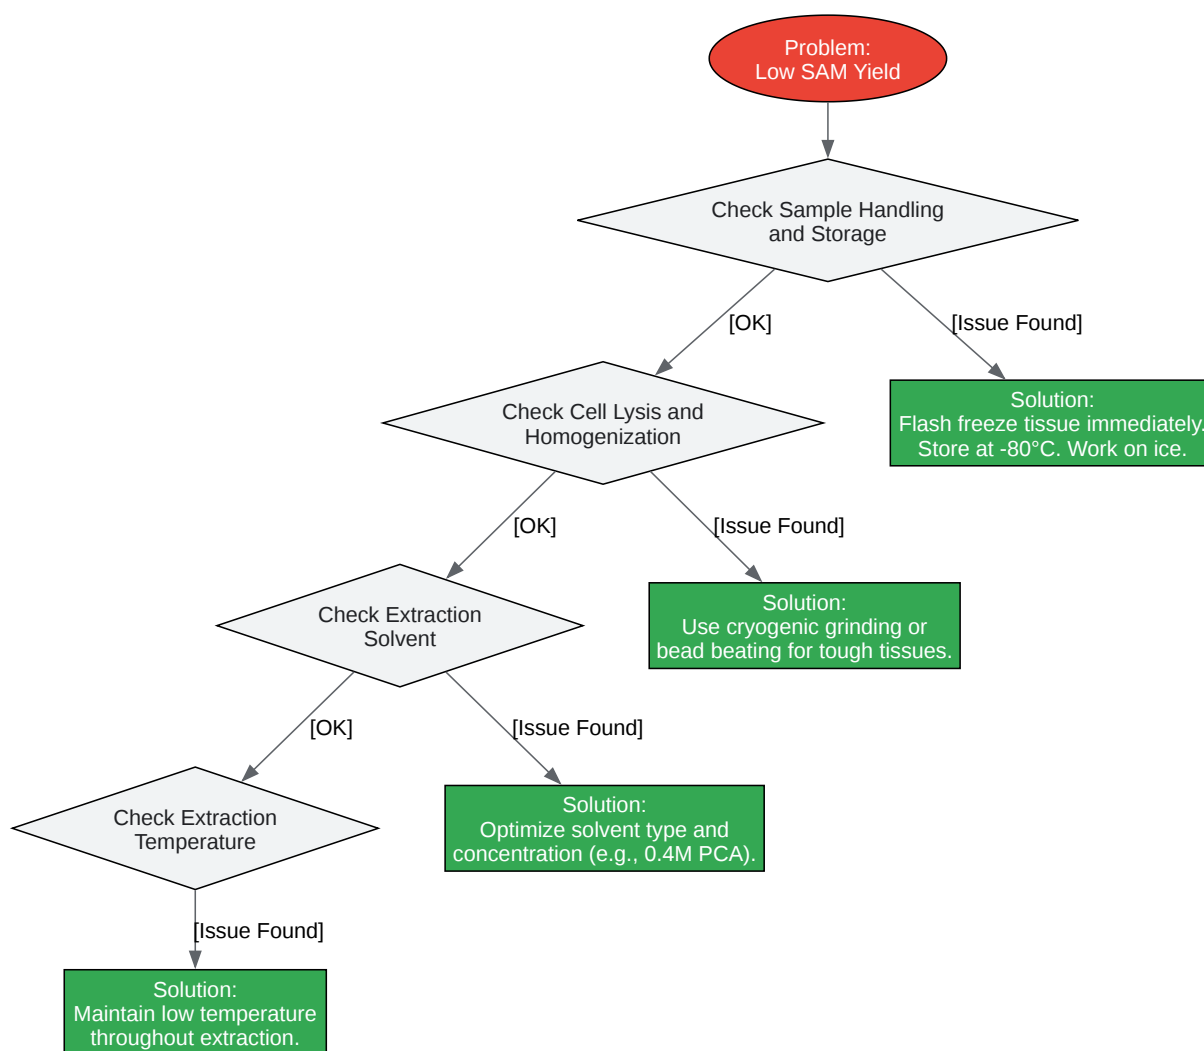 Problem:
Low SAM Yield
Check Sample Handling
and Storage
[OK]
[Issue Found]
Solution:
Flash freeze tissue immediately.
Store at -80°C. Work on ice.
Check Cell Lysis and
Homogenization
[OK]
[Issue Found]
Solution:
Use cryogenic grinding or
bead beating for tough tissues.
Check Extraction
Solvent
[OK]
[Issue Found]
Solution:
Optimize solvent type and
concentration (e.g., 0.4M PCA).
Check Extraction
Temperature
[Issue Found]
Solution:
Maintain low temperature
throughout extraction.